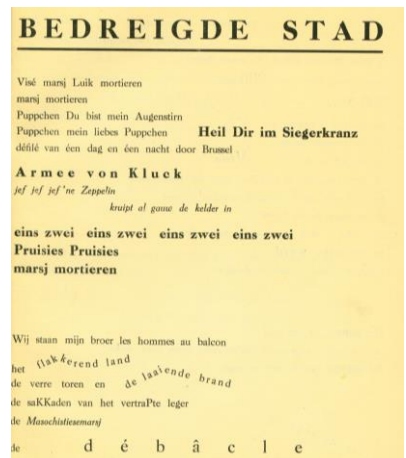 BEDREIGDE STAD
Visé marsj Luik mortieren
marsj mortieren
Puppchen Du bist mein Augenstirn
Puppchen mein liebes Puppchen Heil Dir im Siegerkranz
défilé van éen dag en éen nacht door Brussel
Armee von Kluck
jef jef jef 'ne Zeppelin
kruipt al gauw de kelder in
eins zwei eins zwei eins zwei eins zwei
Pruisies Pruisies
marsj mortieren
Wij staan mijn broer les hommes au balcon
het flakkerend land
de verre toren en de laaiende brand
de saKKaden van het vertraPte leger
de Masochistiesemarsj
de débâcle